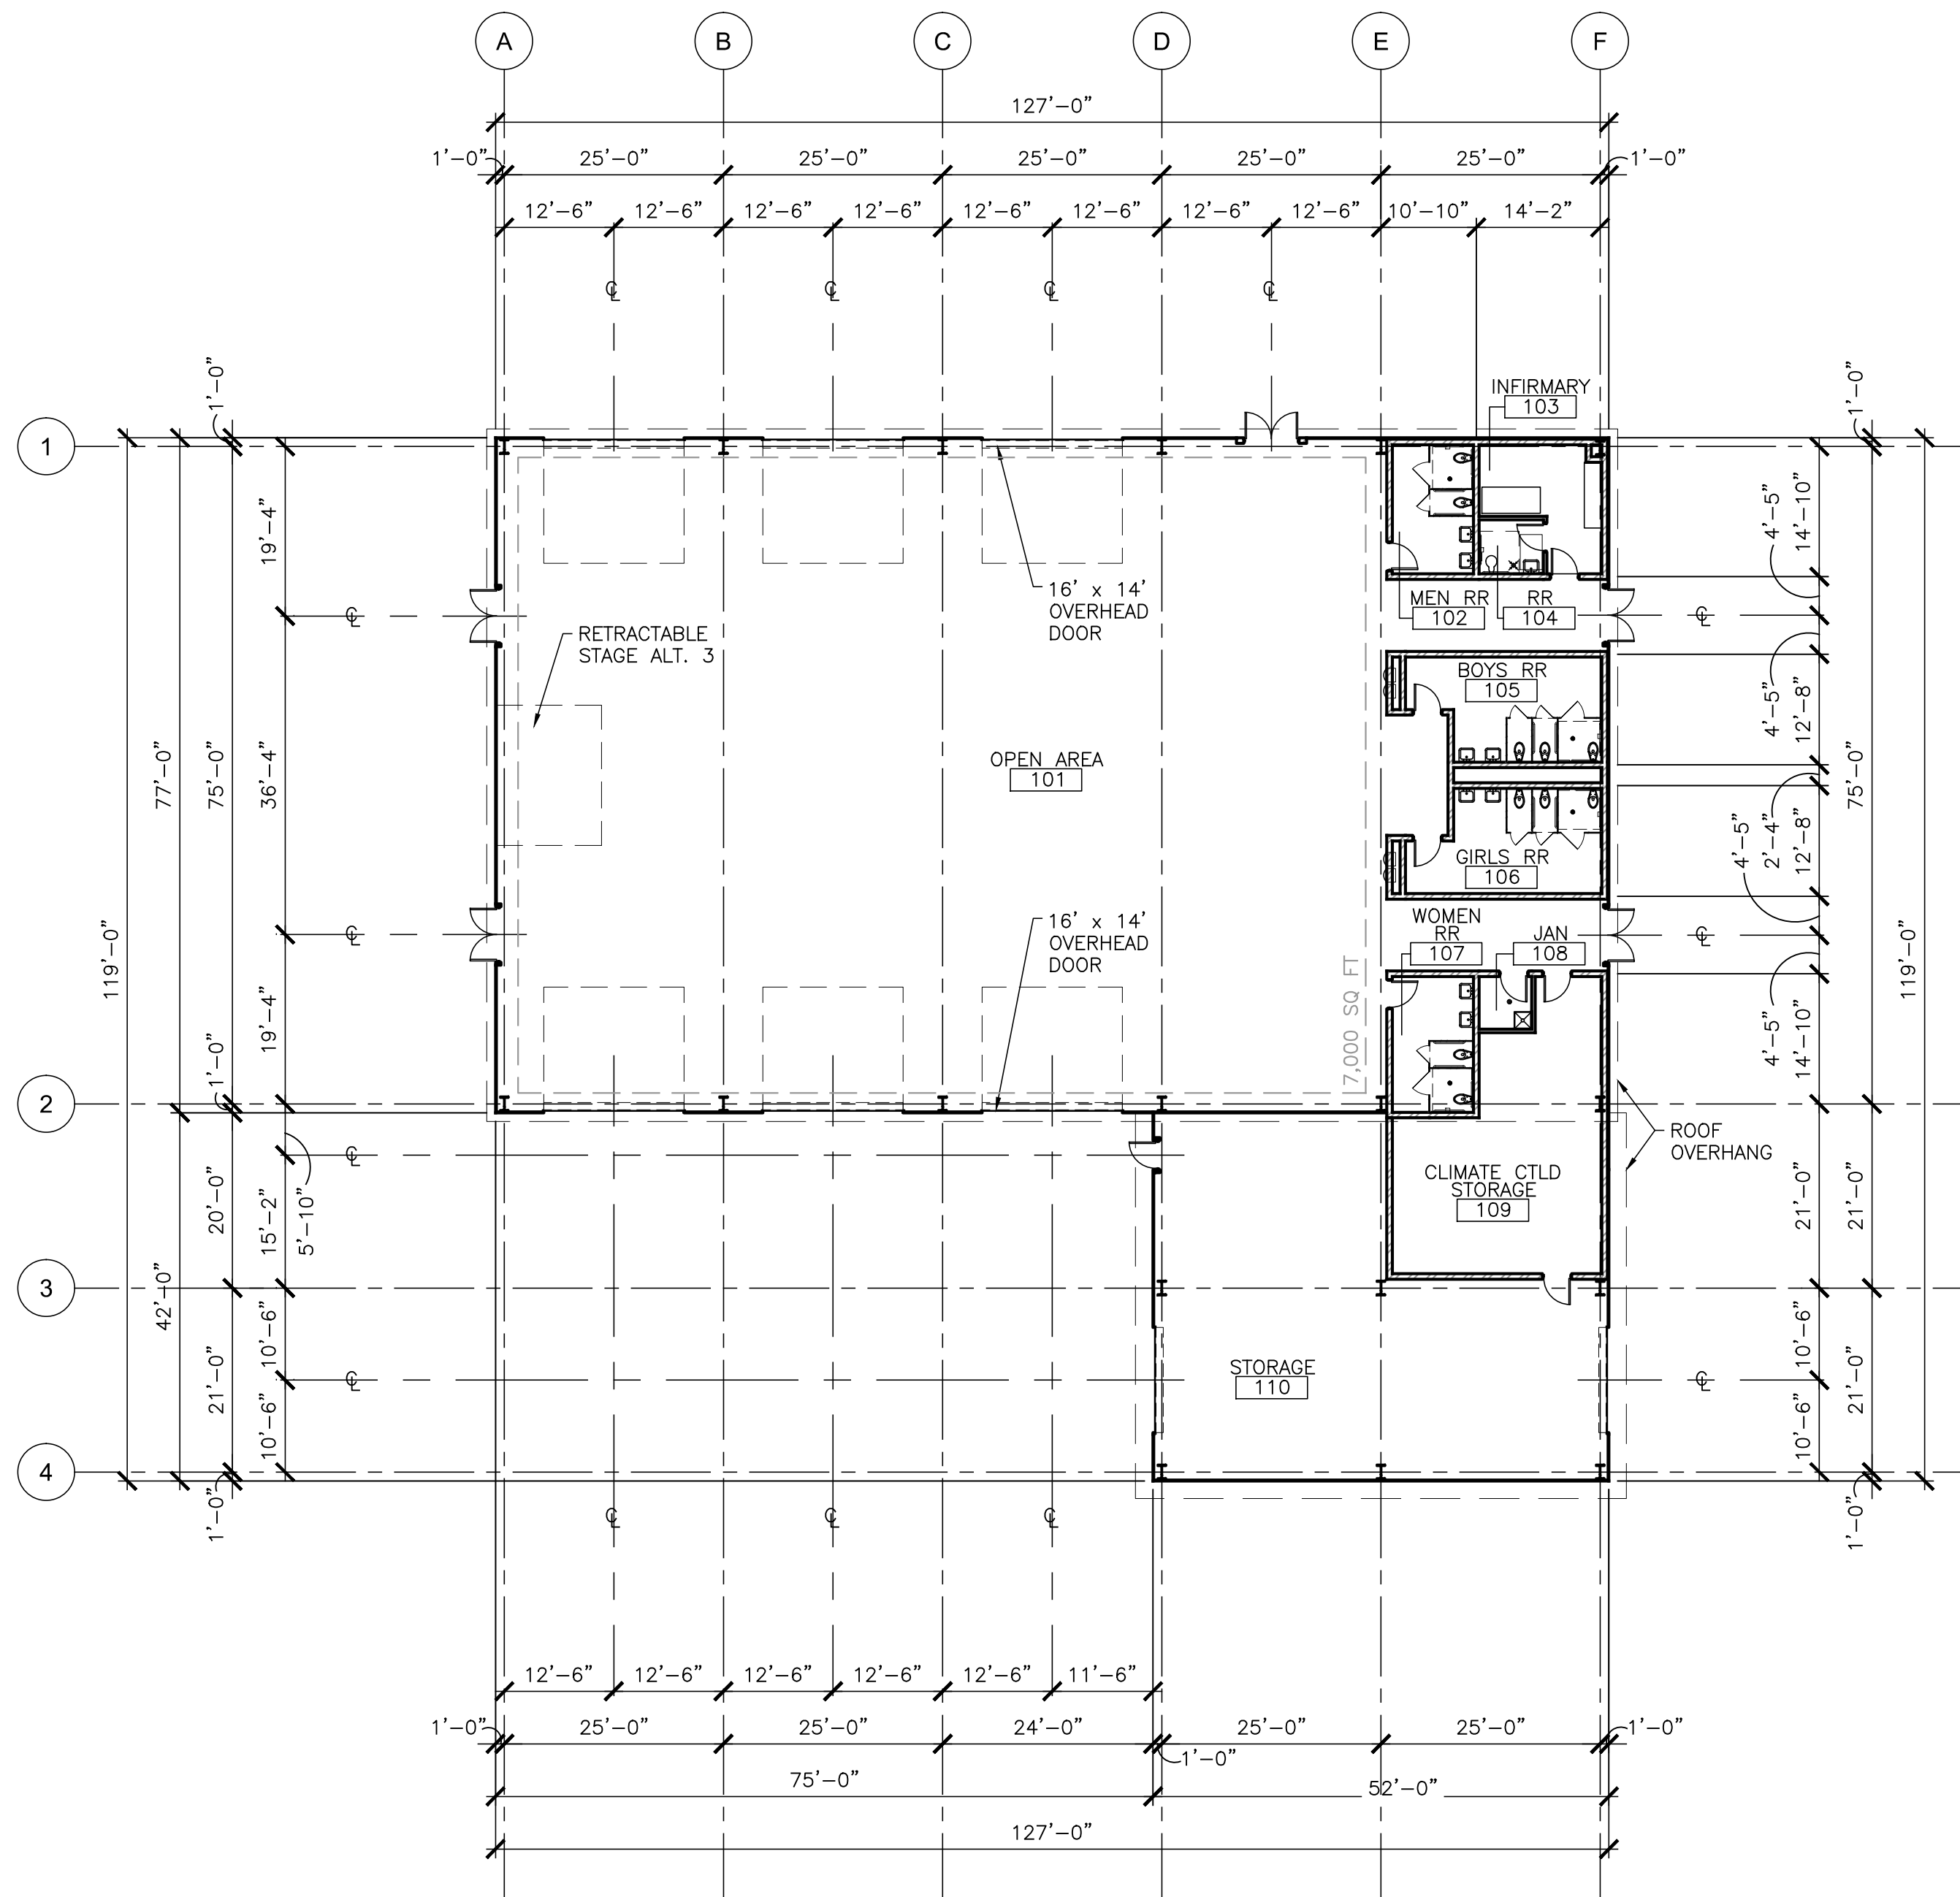 A B C D E F
127'-0"
1'-0" 25'-0" 25'-0" 25'-0" 25'-0" 25'-0" 1'-0"
12'-6" 12'-6" 12'-6" 12'-6" 12'-6" 12'-6" 12'-6" 12'-6" 10'-10" 14'-2"
℄ ℄ ℄ ℄
1
2
3
4
119'-0"
77'-0"
42'-0"
1'-0"
75'-0"
1'-0"
20'-0"
21'-0"
1'-0"
19'-4"
36'-4"
19'-4"
5'-10"
15'-2"
10'-6"
10'-6"
℄
℄
℄
℄
INFIRMARY
103
16' x 14'
OVERHEAD
DOOR
MEN RR
102
RR
104
RETRACTABLE
STAGE ALT. 3
BOYS RR
105
OPEN AREA
101
GIRLS RR
106
16' x 14'
OVERHEAD
DOOR
WOMEN
RR
107
JAN
108
7,000 SQ FT
ROOF
OVERHANG
CLIMATE CTLD
STORAGE
109
STORAGE
110
℄
℄
℄
4'-5"
14'-10"
4'-5"
12'-8"
2'-4"
12'-8"
4'-5"
4'-5"
14'-10"
21'-0"
10'-6"
10'-6"
1'-0"
75'-0"
21'-0"
21'-0"
1'-0"
119'-0"
℄ ℄ ℄
12'-6" 12'-6" 12'-6" 12'-6" 12'-6" 11'-6"
1'-0" 25'-0" 25'-0" 24'-0" 1'-0" 25'-0" 25'-0" 1'-0"
75'-0" 52'-0"
127'-0"